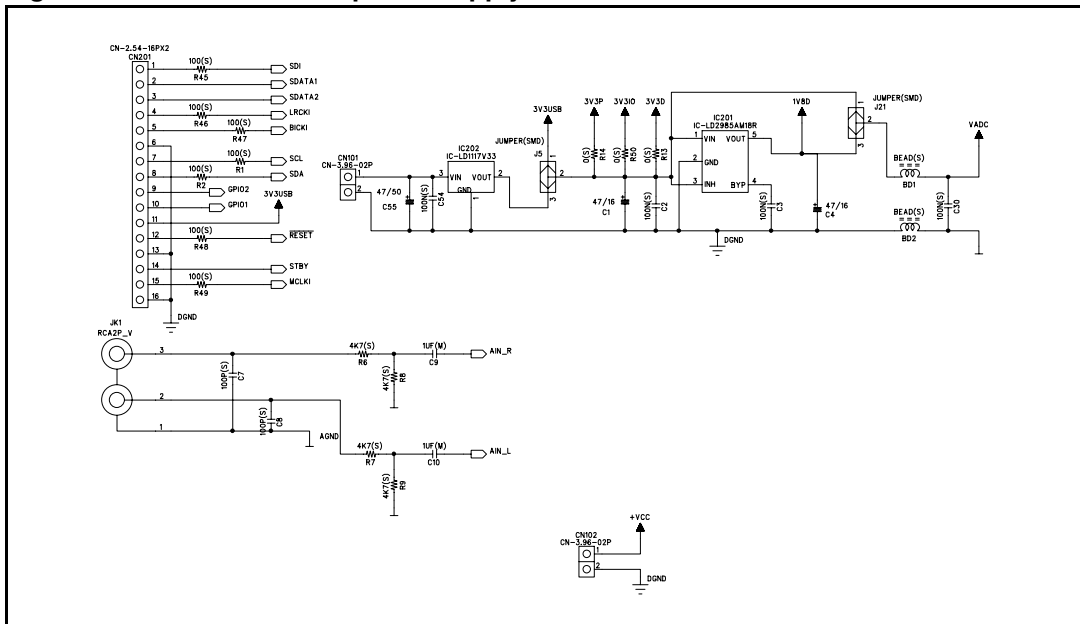 CN-2.54-16PX2
CN201
1 100(S) R45 SDI
2 SDATA1
3 SDATA2
4 100(S) R46 LRCKI
5 100(S) R47 BICKI
6
7 100(S) R1 SCL
8 100(S) R2 SDA
9 GPIO2
10 GPIO1
3V3USB
11
12 100(S) R48 RESET
13
14 STBY
15 100(S) R49 MCLKI
16
DGND
CN101
CN-3.96-02P
1
2
47/50
C55
100N(S)
C54
IC202
IC-LD1117V33
3 VIN VOUT 2
GND
1
3V3USB
JUMPER(SMD)
J5
1
2
3
3V3P
3V3IO
3V3D
0(S)
R14
0(S)
R50
0(S)
R13
47/16
C1
100N(S)
C2
IC201
IC-LD2985AM18R
1 VIN VOUT 5
2 GND
3 INH BYP 4
100N(S)
C3
1V8D
47/16
C4
DGND
JUMPER(SMD)
J21
1
2
3
BEAD(S)
BD1
BEAD(S)
BD2
VADC
100N(S)
C30
JK1
RCA2P_V
3
2
1
100P(S)
C7
100P(S)
C8
AGND
4K7(S)
R6
4K7(S)
R8
1UF(M)
C9
AIN_R
4K7(S)
R7
4K7(S)
R9
1UF(M)
C10
AIN_L
+VCC
CN102
CN-3.96-02P
1
2
DGND